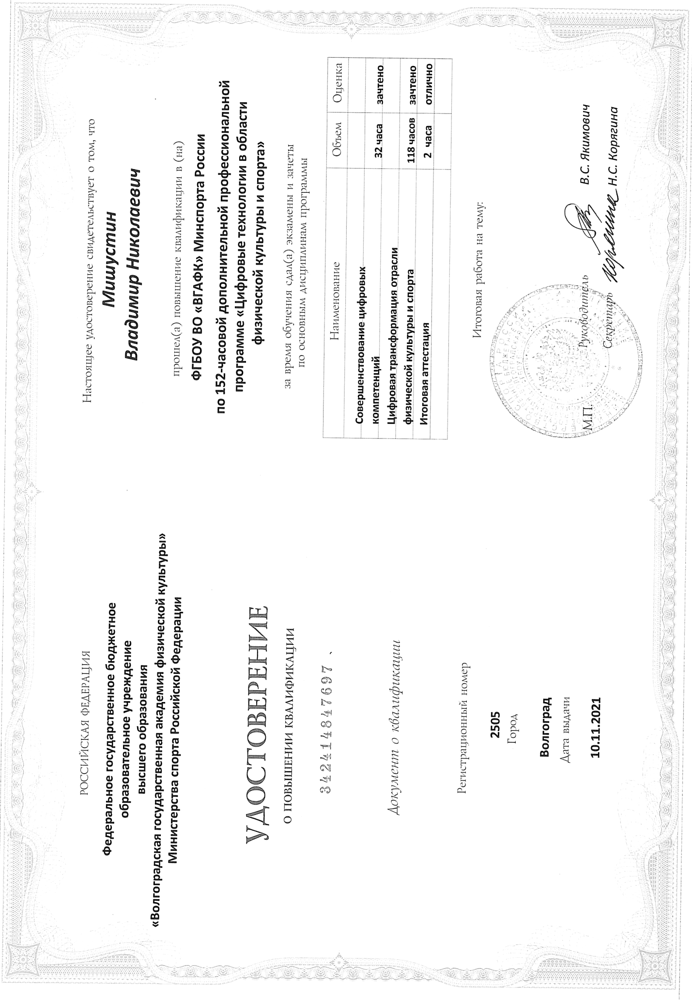 РОССИЙСКАЯ ФЕДЕРАЦИЯ
Федеральное государственное бюджетное
образовательное учреждение
высшего образования
«Волгоградская государственная академия физической культуры»
Министерства спорта Российской Федерации
УДОСТОВЕРЕНИЕ
О ПОВЫШЕНИИ КВАЛИФИКАЦИИ
342414847697
Документ о квалификации
Регистрационный номер
2505
Город
Волгоград
Дата выдачи
10.11.2021
Настоящее удостоверение свидетельствует о том, что
Мишустин
Владимир Николаевич
прошел(а) повышение квалификации в (на)
ФГБОУ ВО «ВГАФК» Минспорта России
по 152-часовой дополнительной профессиональной
программе «Цифровые технологии в области
физической культуры и спорта»
за время обучения сдал(а) экзамены и зачеты
по основным дисциплинам программы
Наименование Объем Оценка
Совершенствование цифровых
компетенций 32 часа зачтено
Цифровая трансформация отрасли
физической культуры и спорта 118 часов зачтено
Итоговая аттестация 2 часа отлично
Итоговая работа на тему:
М.П. Руководитель В.С. Якимович
Секретарь Н.С. Корягина